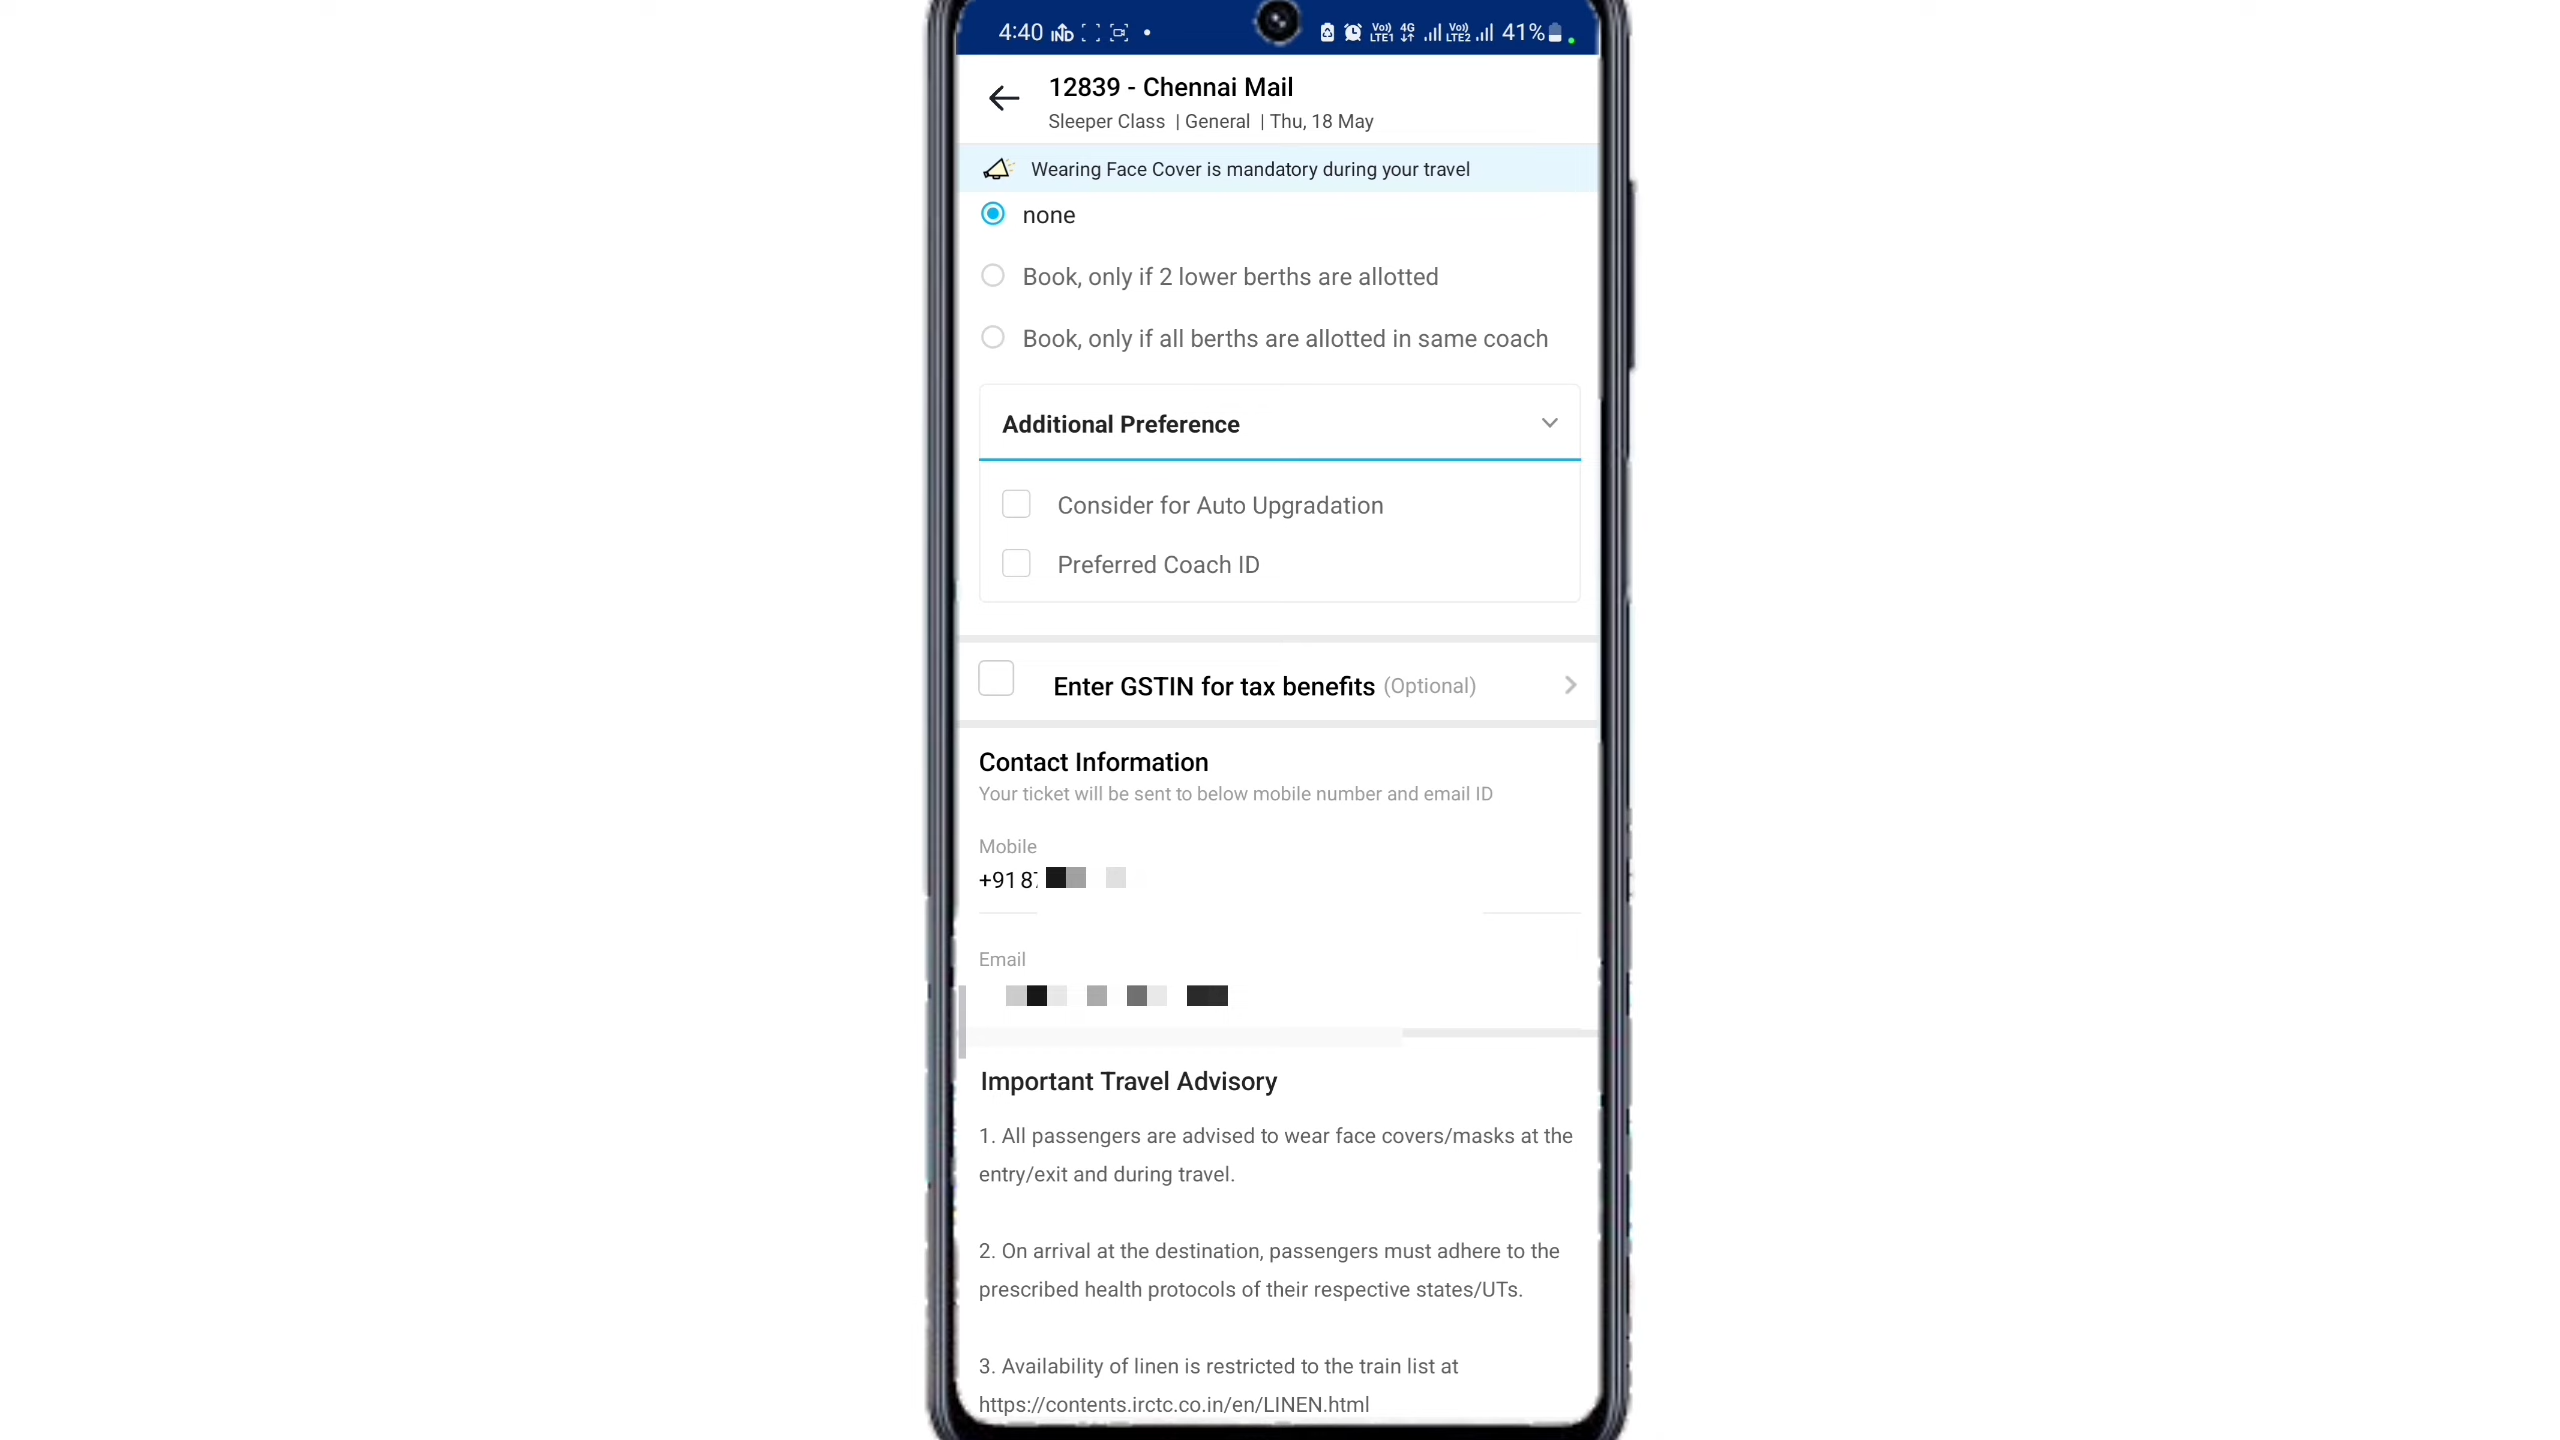 4:40 IND VoLTE1 4G VoLTE2 41%
12839 - Chennai Mail
Sleeper Class | General | Thu, 18 May
Wearing Face Cover is mandatory during your travel
none
Book, only if 2 lower berths are allotted
Book, only if all berths are allotted in same coach
Additional Preference
Consider for Auto Upgradation
Preferred Coach ID
Enter GSTIN for tax benefits (Optional)
Contact Information
Your ticket will be sent to below mobile number and email ID
Mobile
+91 8
Email
Important Travel Advisory
1. All passengers are advised to wear face covers/masks at the
entry/exit and during travel.
2. On arrival at the destination, passengers must adhere to the
prescribed health protocols of their respective states/UTs.
3. Availability of linen is restricted to the train list at
https://contents.irctc.co.in/en/LINEN.html